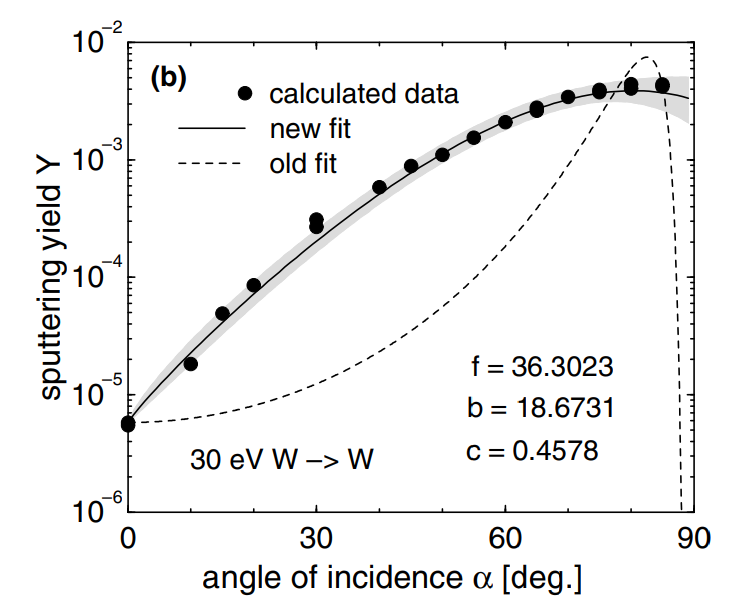 10⁻²
(b)
calculated data
new fit
old fit
10⁻³
sputtering yield Y
10⁻⁴
f = 36.3023
10⁻⁵
b = 18.6731
30 eV W –> W
c = 0.4578
10⁻⁶
0 30 60 90
angle of incidence α [deg.]